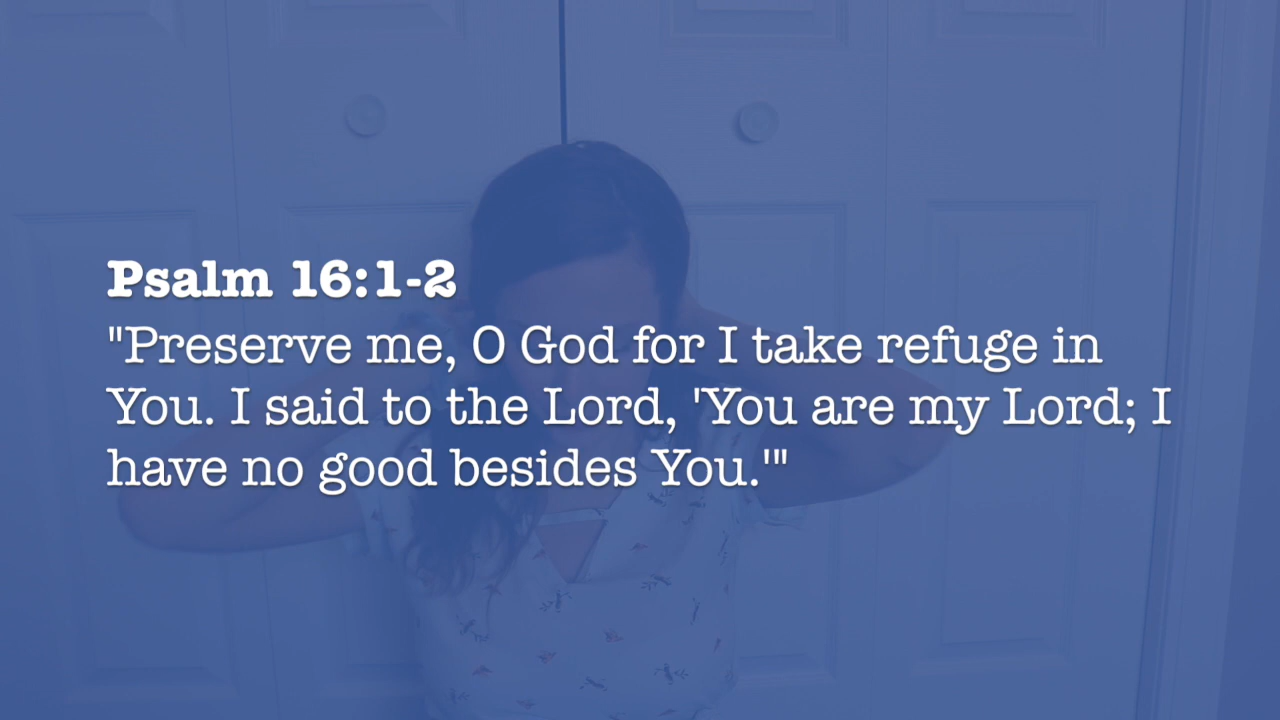 Psalm 16:1-2
"Preserve me, O God for I take refuge in
You. I said to the Lord, 'You are my Lord; I
have no good besides You.'"